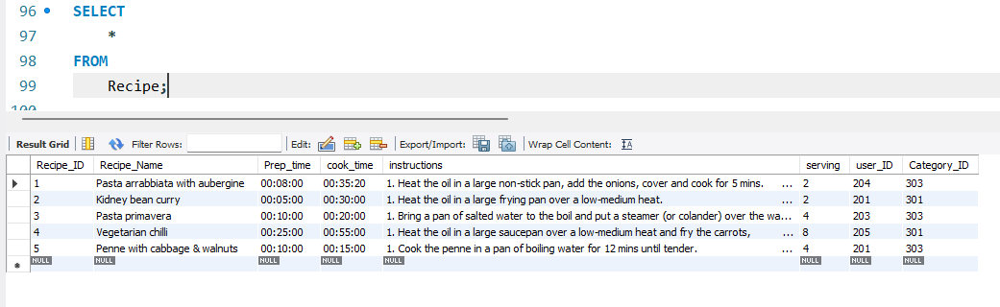 96 SELECT
97 *
98 FROM
99 Recipe;
100
Result Grid Filter Rows: Edit: Export/Import: Wrap Cell Content:
Recipe_ID Recipe_Name Prep_time cook_time instructions serving user_ID Category_ID
1 Pasta arrabbiata with aubergine 00:08:00 00:35:20 1. Heat the oil in a large non-stick pan, add the onions, cover and cook for 5 mins. ... 2 204 303
2 Kidney bean curry 00:05:00 00:30:00 1. Heat the oil in a large frying pan over a low-medium heat. ... 2 201 301
3 Pasta primavera 00:10:00 00:20:00 1. Bring a pan of salted water to the boil and put a steamer (or colander) over the wa... 4 203 303
4 Vegetarian chilli 00:25:00 00:55:00 1. Heat the oil in a large saucepan over a low-medium heat and fry the carrots, ... 8 205 301
5 Penne with cabbage & walnuts 00:10:00 00:15:00 1. Cook the penne in a pan of boiling water for 12 mins until tender. ... 4 201 303
NULL NULL NULL NULL NULL NULL NULL NULL